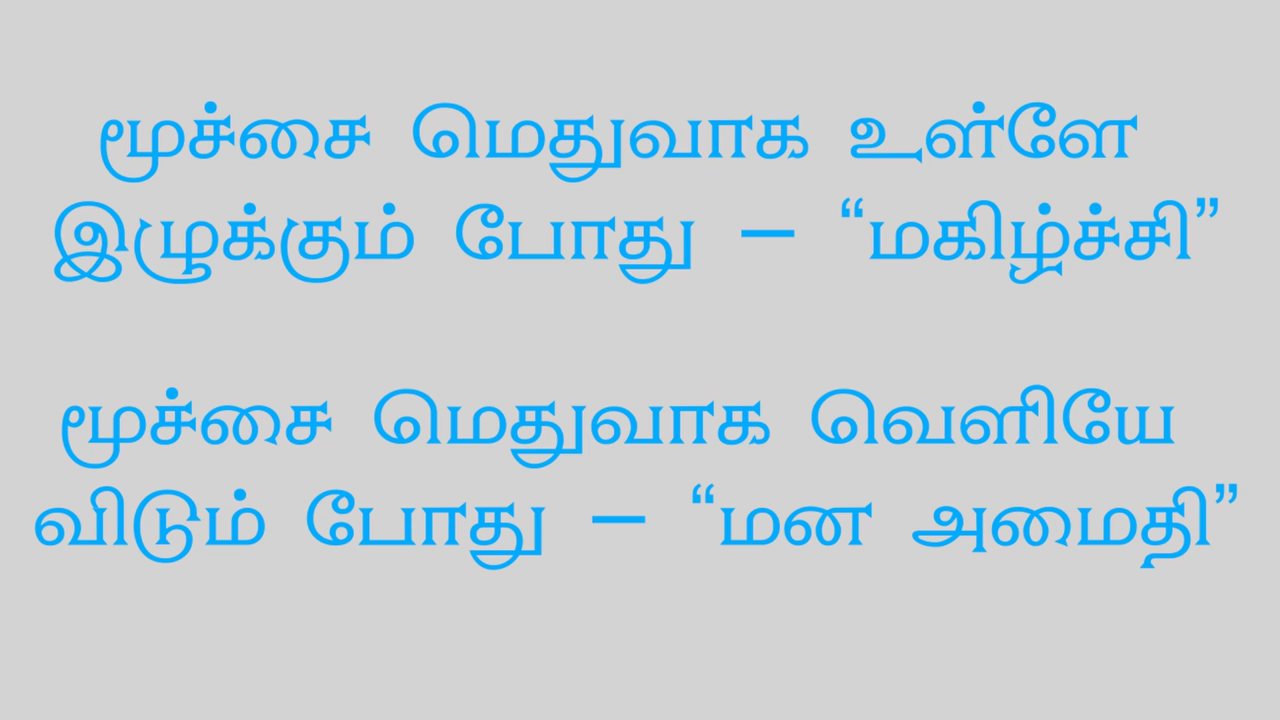 மூச்சை மெதுவாக உள்ளே
இழுக்கும் போது – “மகிழ்ச்சி”
மூச்சை மெதுவாக வெளியே
விடும் போது – “மன அமைதி”